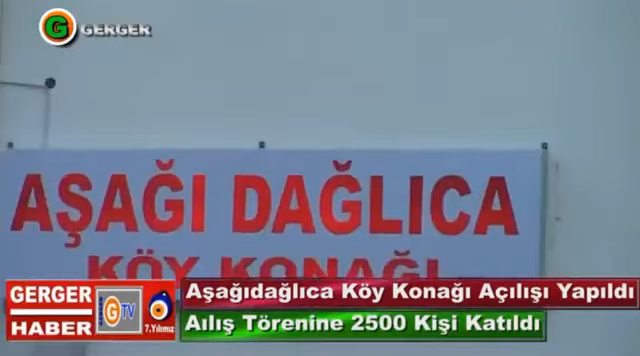 GERGER
AŞAĞI DAĞLICA
KÖY KONAĞI
GERGER
HABER
GTV
7.Yılımız
Aşağıdağlıca Köy Konağı Açılışı Yapıldı
Aılış Törenine 2500 Kişi Katıldı